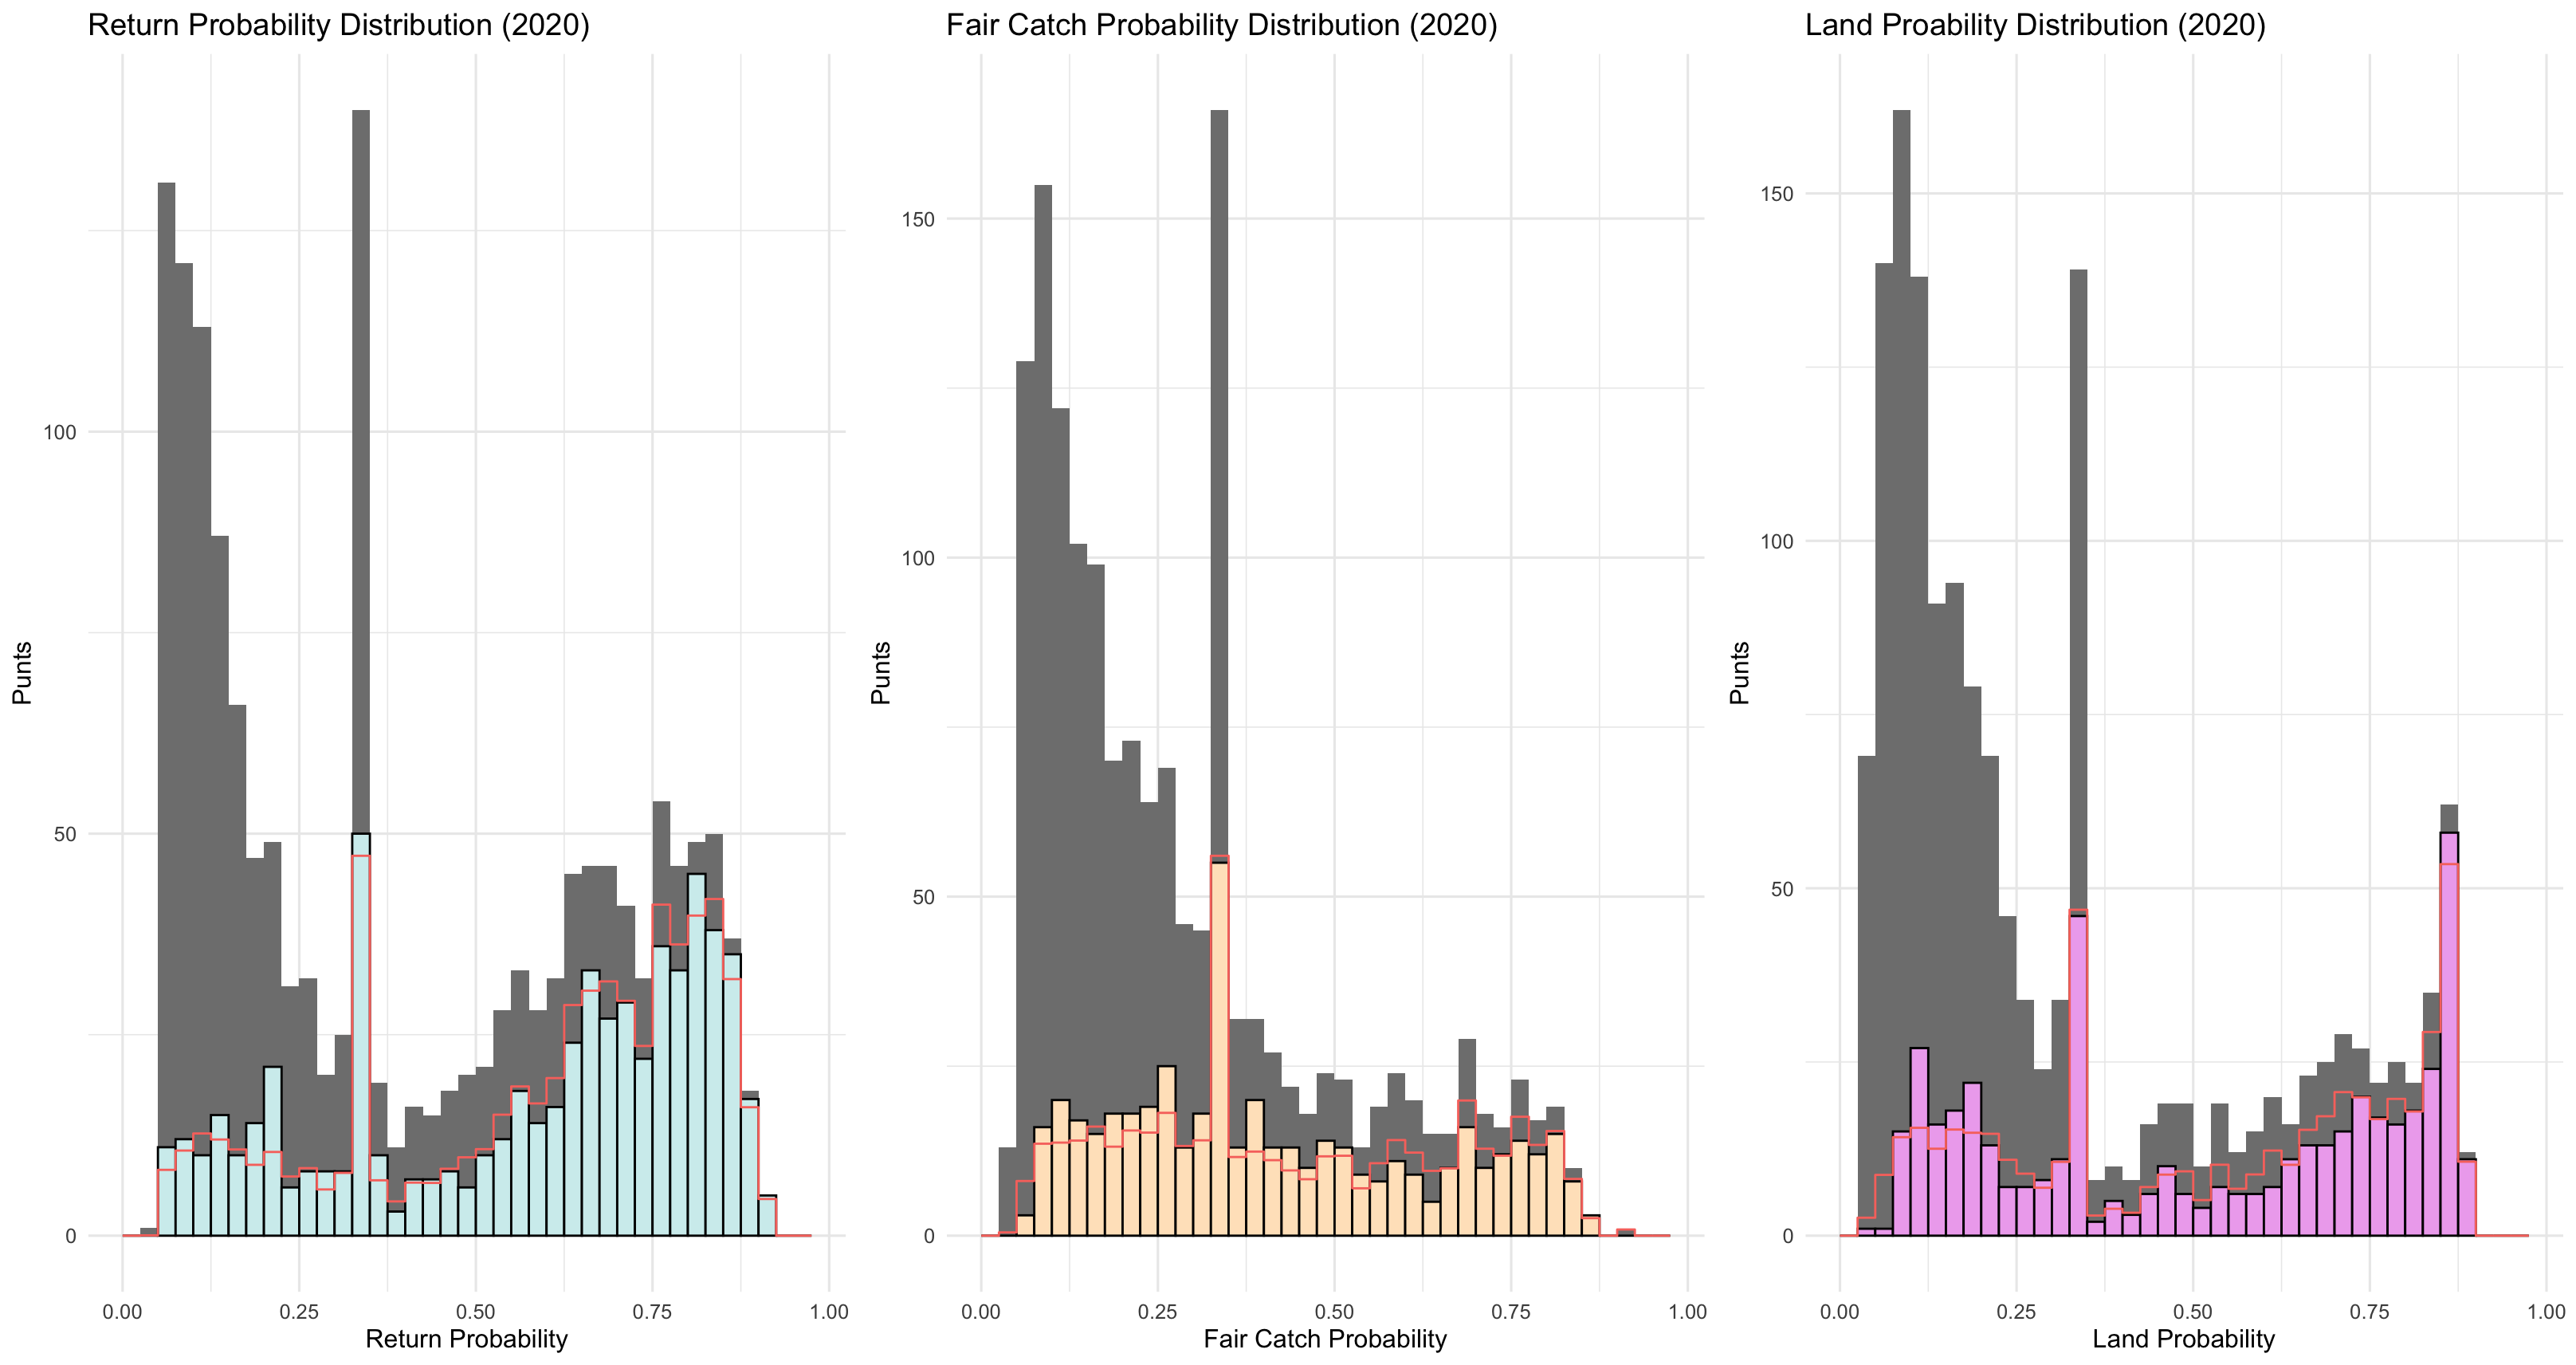 Return Probability Distribution (2020)
Punts
100
50
0
0.00 0.25 0.50 0.75 1.00
Return Probability
Fair Catch Probability Distribution (2020)
Punts
150
100
50
0
0.00 0.25 0.50 0.75 1.00
Fair Catch Probability
Land Proability Distribution (2020)
Punts
150
100
50
0
0.00 0.25 0.50 0.75 1.00
Land Probability